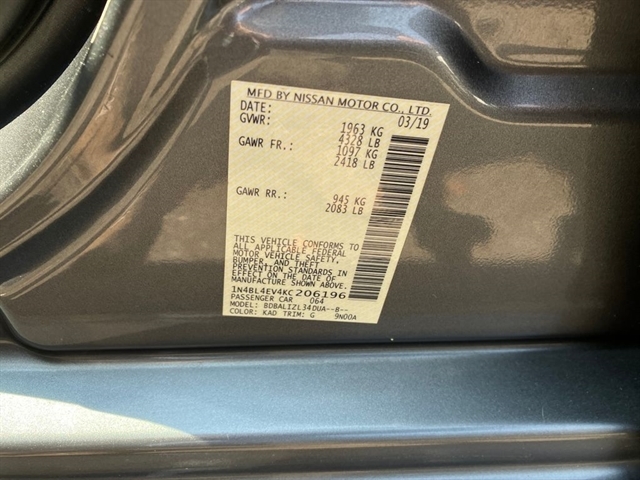 MFD BY NISSAN MOTOR CO., LTD.
DATE: 03/19
GVWR: 1963 KG
4328 LB
GAWR FR.: 1097 KG
2418 LB
GAWR RR.: 945 KG
2083 LB
THIS VEHICLE CONFORMS TO
ALL APPLICABLE FEDERAL
MOTOR VEHICLE SAFETY,
BUMPER, AND THEFT
PREVENTION STANDARDS IN
EFFECT ON THE DATE OF
MANUFACTURE SHOWN ABOVE.
1N4BL4EV4KC206196
PASSENGER CAR 064
MODEL: BDBALIZL34DUA--B--
COLOR: KAD TRIM: G 9N00A